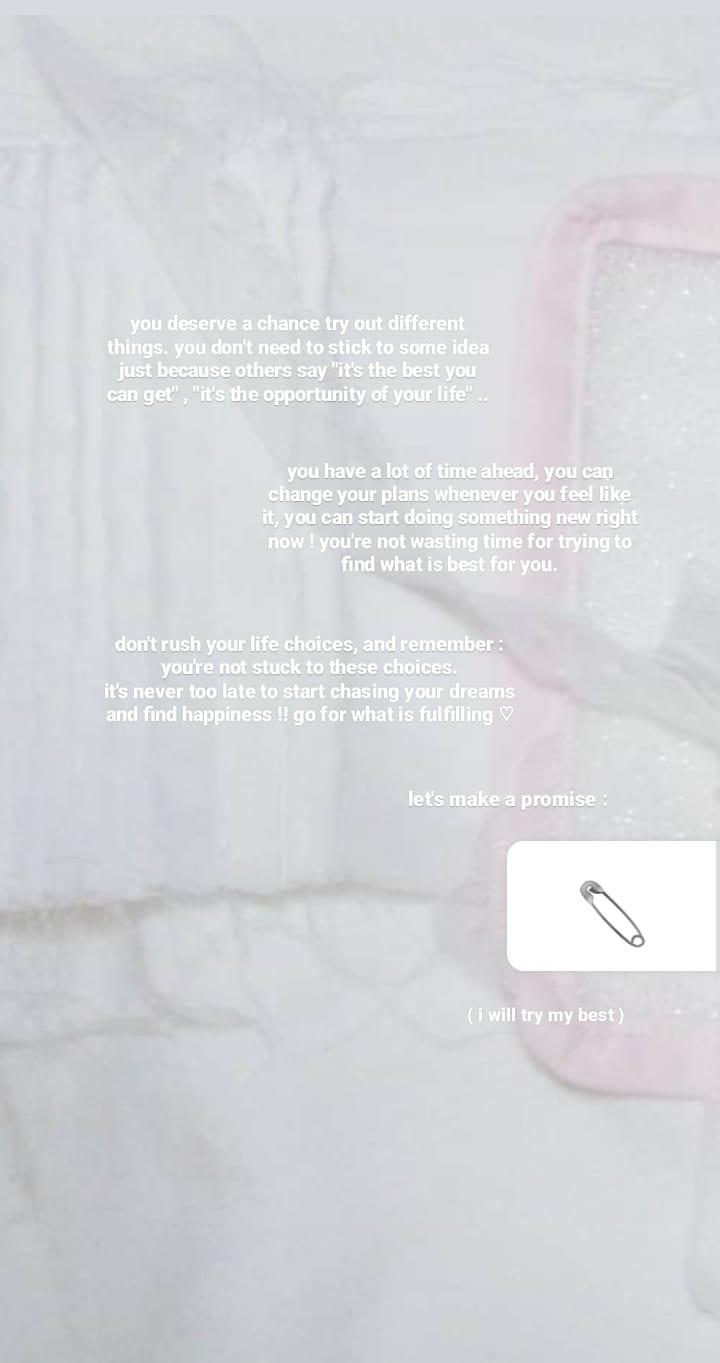 you deserve a chance try out different
things. you don't need to stick to some idea
just because others say "it's the best you
can get" , "it's the opportunity of your life" ..
you have a lot of time ahead, you can
change your plans whenever you feel like
it, you can start doing something new right
now ! you're not wasting time for trying to
find what is best for you.
don't rush your life choices, and remember :
you're not stuck to these choices.
it's never too late to start chasing your dreams
and find happiness !! go for what is fulfilling ♡
let's make a promise :
( i will try my best )